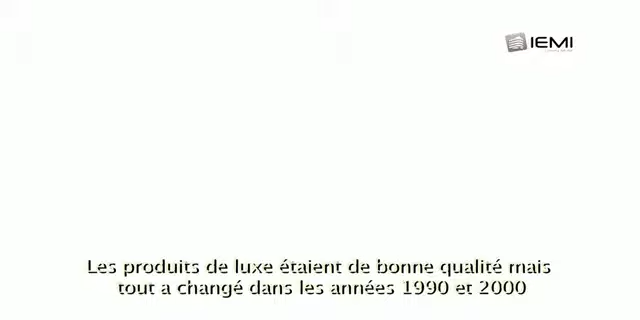 IEMI
Les produits de luxe étaient de bonne qualité mais
tout a changé dans les années 1990 et 2000